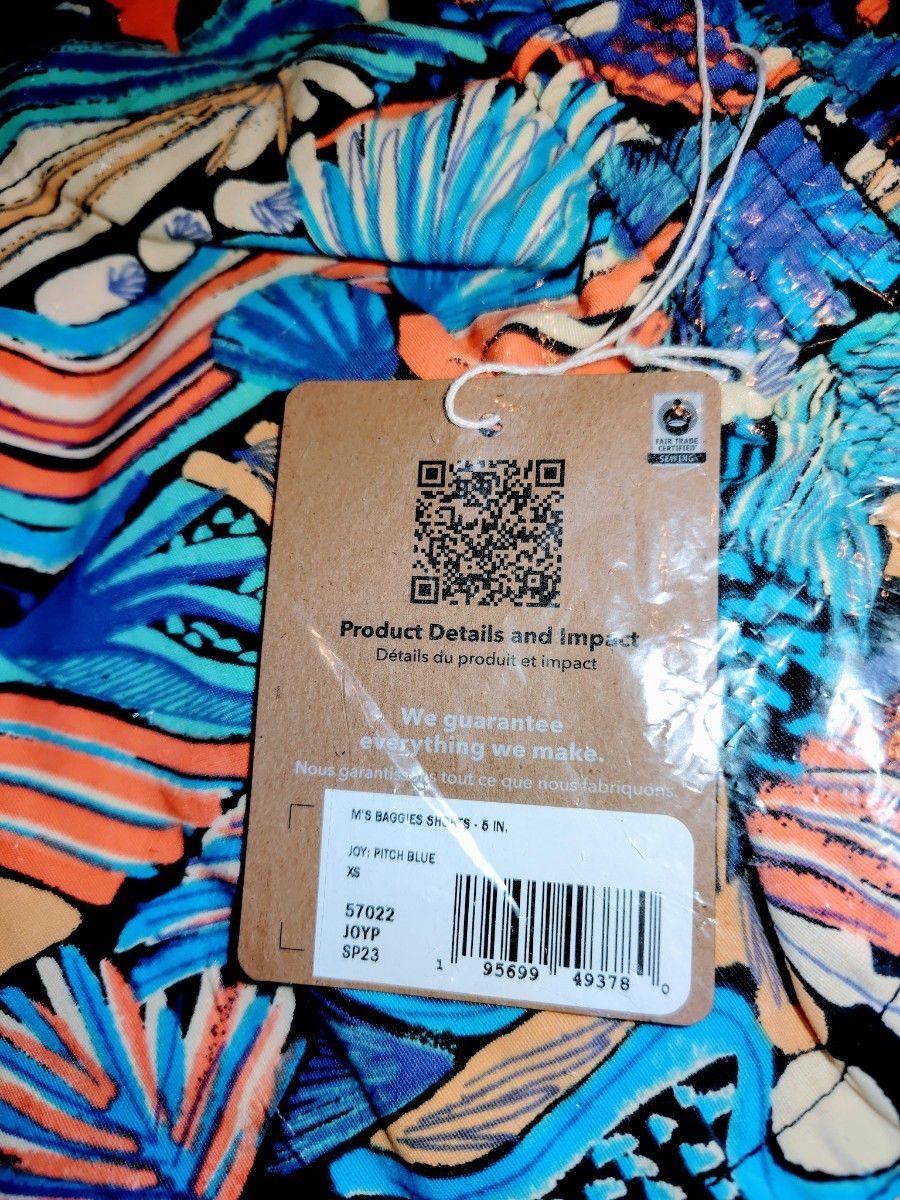 FAIR TRADE
CERTIFIED
SEWING
Product Details and Impact
Détails du produit et impact
We guarantee
everything we make.
Nous garantissons tout ce que nous fabriquons.
M'S BAGGIES SHORTS - 5 IN.
JOY: PITCH BLUE
XS
57022
JOYP
SP23
1 95699 49378 0